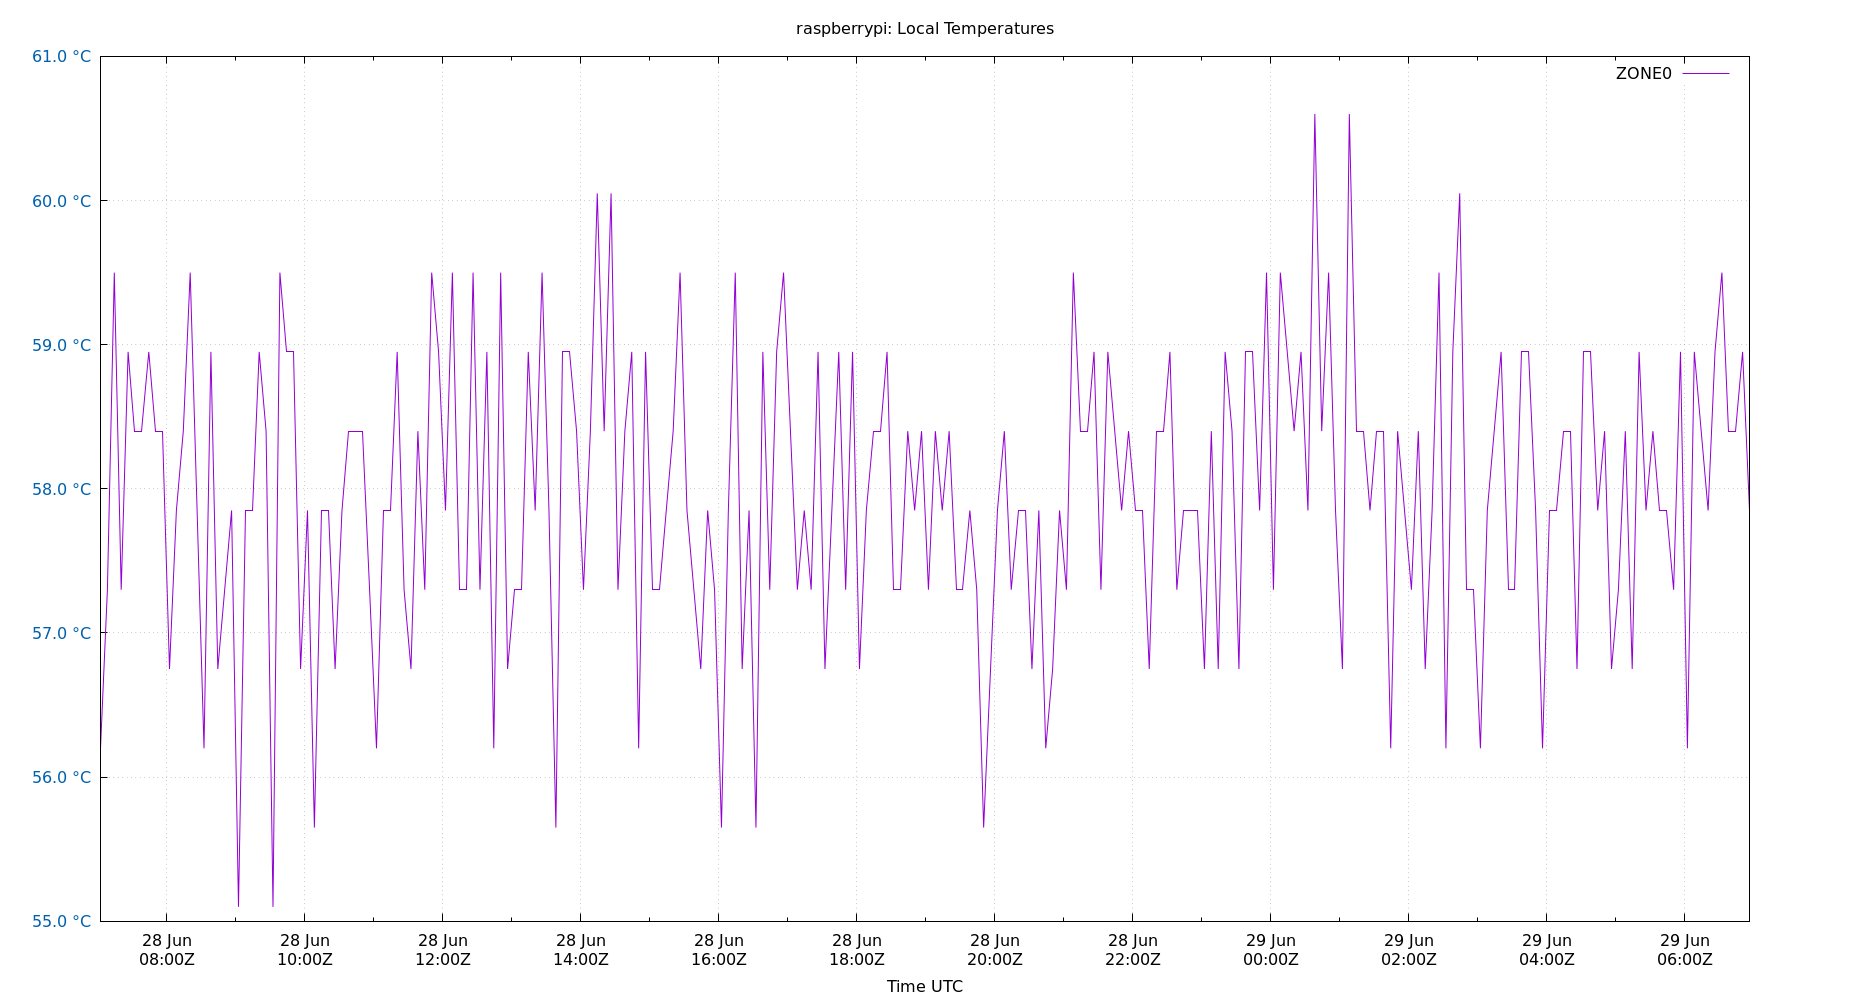 raspberrypi: Local Temperatures
61.0 °C
ZONE0
60.0 °C
59.0 °C
58.0 °C
57.0 °C
56.0 °C
55.0 °C
28 Jun 28 Jun 28 Jun 28 Jun 28 Jun 28 Jun 28 Jun 28 Jun 29 Jun 29 Jun 29 Jun 29 Jun
08:00Z 10:00Z 12:00Z 14:00Z 16:00Z 18:00Z 20:00Z 22:00Z 00:00Z 02:00Z 04:00Z 06:00Z
Time UTC